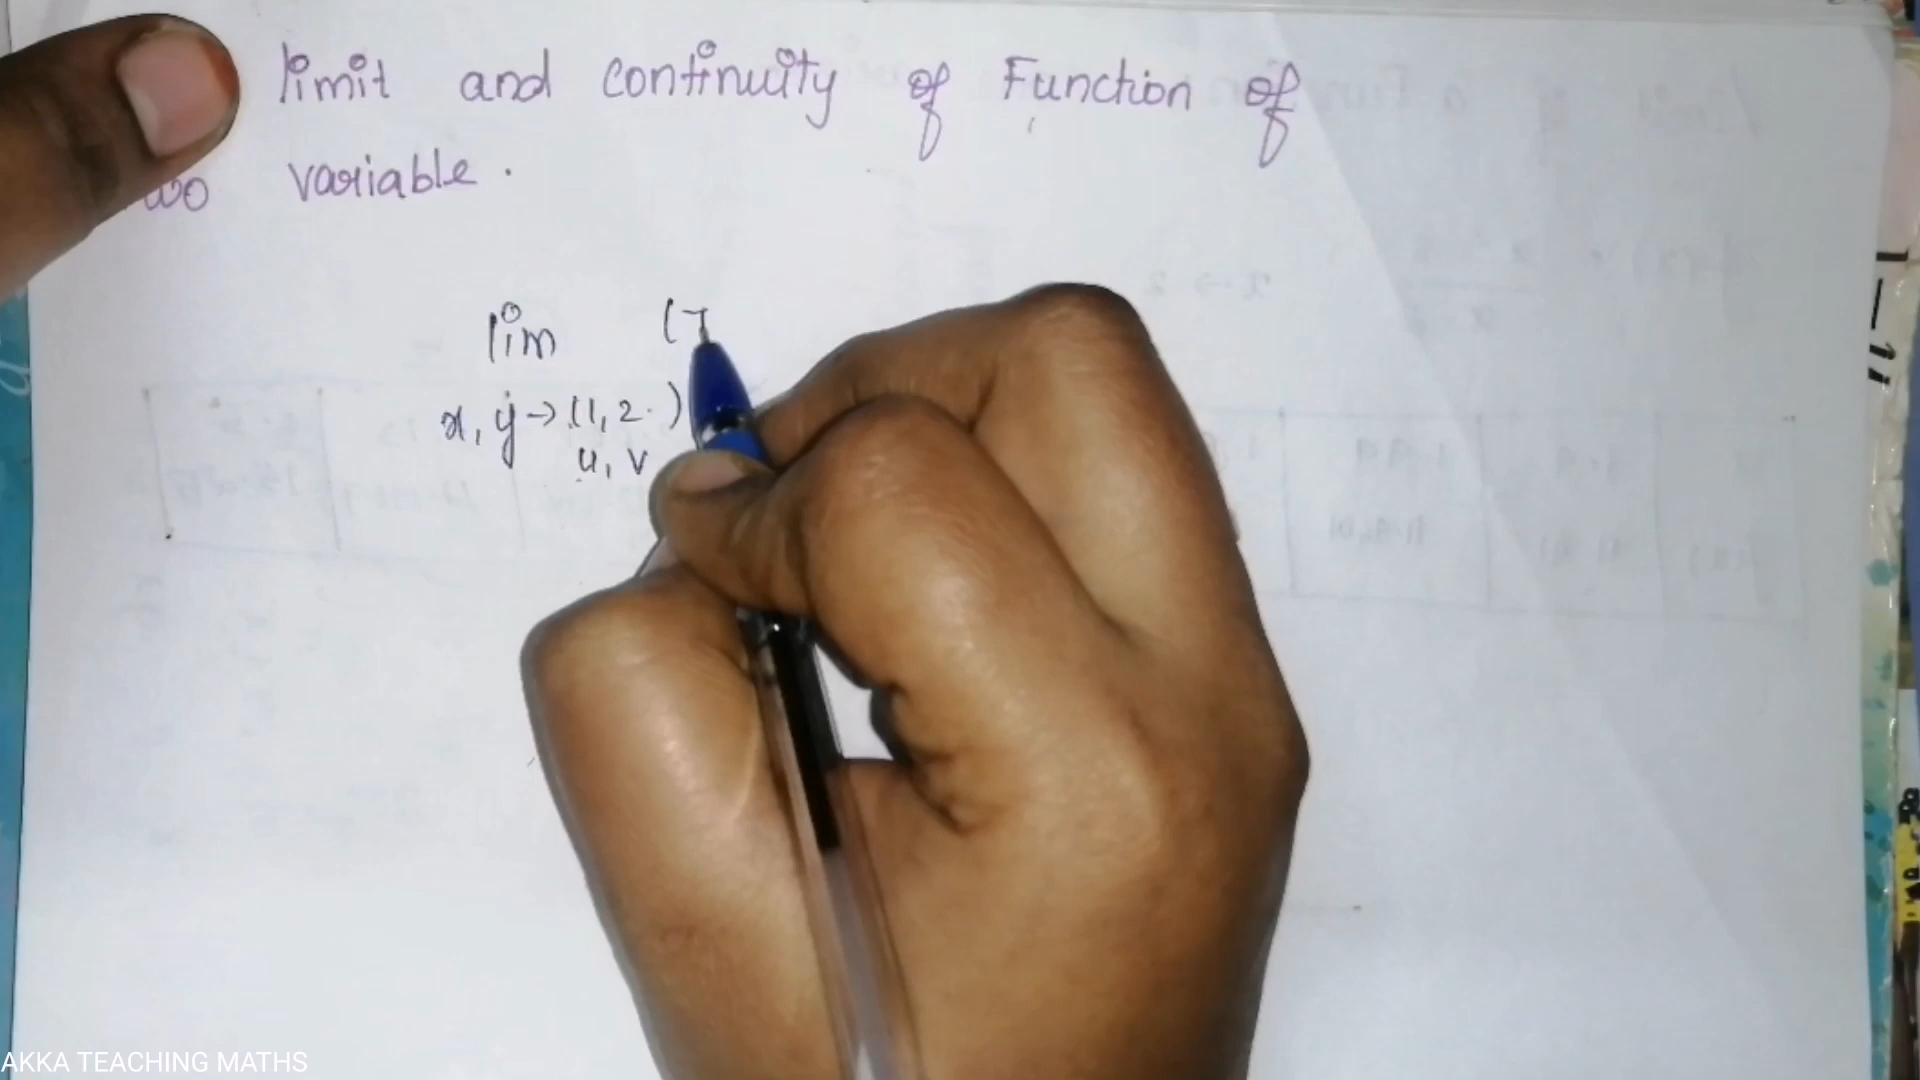 limit and continuity of Function of
variable.
lim (
x, y → (1, 2.)
u, v
AKKA TEACHING MATHS